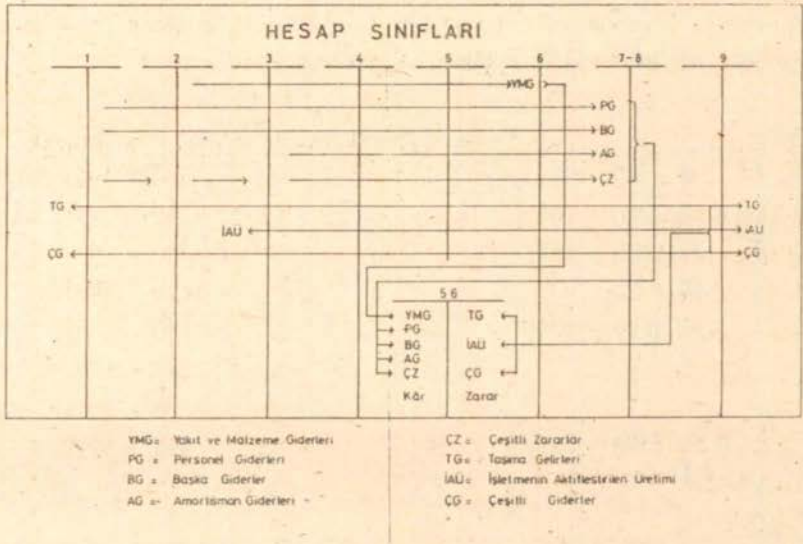 HESAP SINIFLARI
1 2 3 4 5 6 7-8 9
YMG
PG
BG
AG
ÇZ
TG TG
İAÜ İAÜ
ÇG ÇG
56
YMG TG
PG
BG İAÜ
AG
ÇZ ÇG
Kâr Zarar
YMG= Yakıt ve Malzeme Giderleri
PG = Personel Giderleri
BG = Başka Giderler
AG = Amortisman Giderleri
ÇZ = Çeşitli Zararlar
TG= Taşıma Gelirleri
İAÜ= İşletmenin Aktifleştirilen Üretimi
ÇG = Çeşitli Giderler